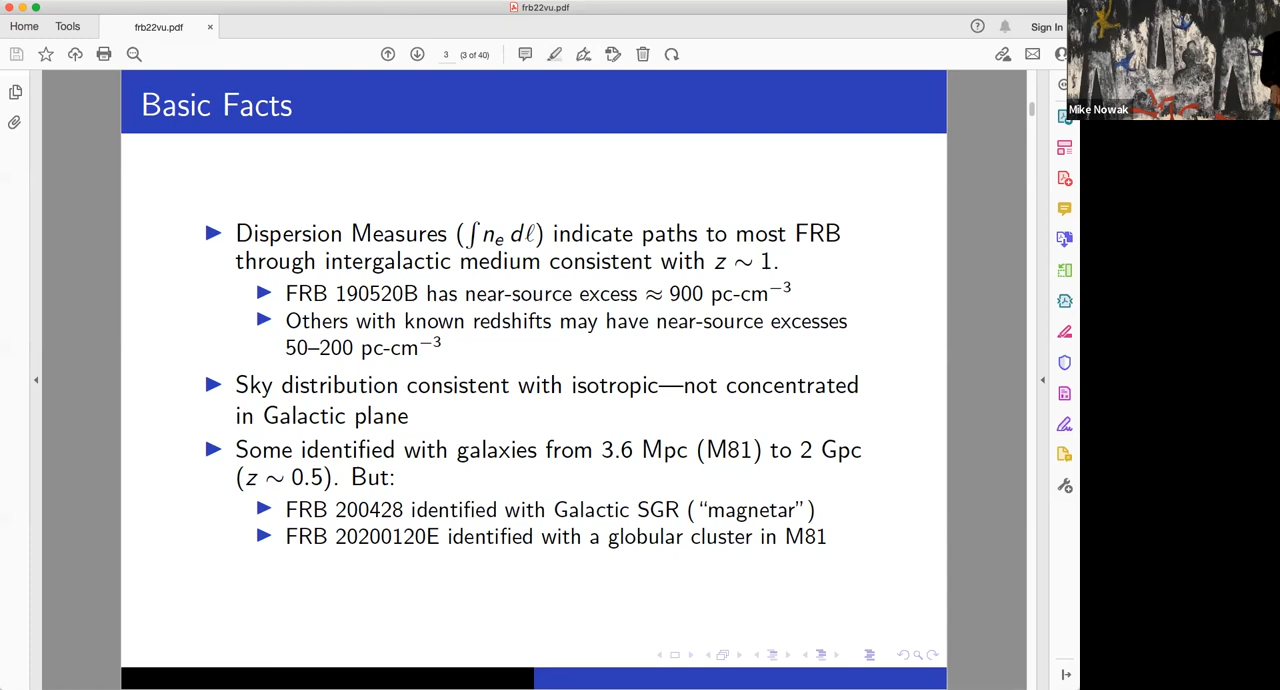 frb22vu.pdf
Home Tools frb22vu.pdf × Sign In
3 (3 of 40)
Mike Nowak
Basic Facts
Dispersion Measures (∫ nₑ dℓ) indicate paths to most FRB
through intergalactic medium consistent with z ∼ 1.
FRB 190520B has near-source excess ≈ 900 pc-cm⁻³
Others with known redshifts may have near-source excesses
50–200 pc-cm⁻³
Sky distribution consistent with isotropic—not concentrated
in Galactic plane
Some identified with galaxies from 3.6 Mpc (M81) to 2 Gpc
(z ∼ 0.5). But:
FRB 200428 identified with Galactic SGR (“magnetar”)
FRB 20200120E identified with a globular cluster in M81